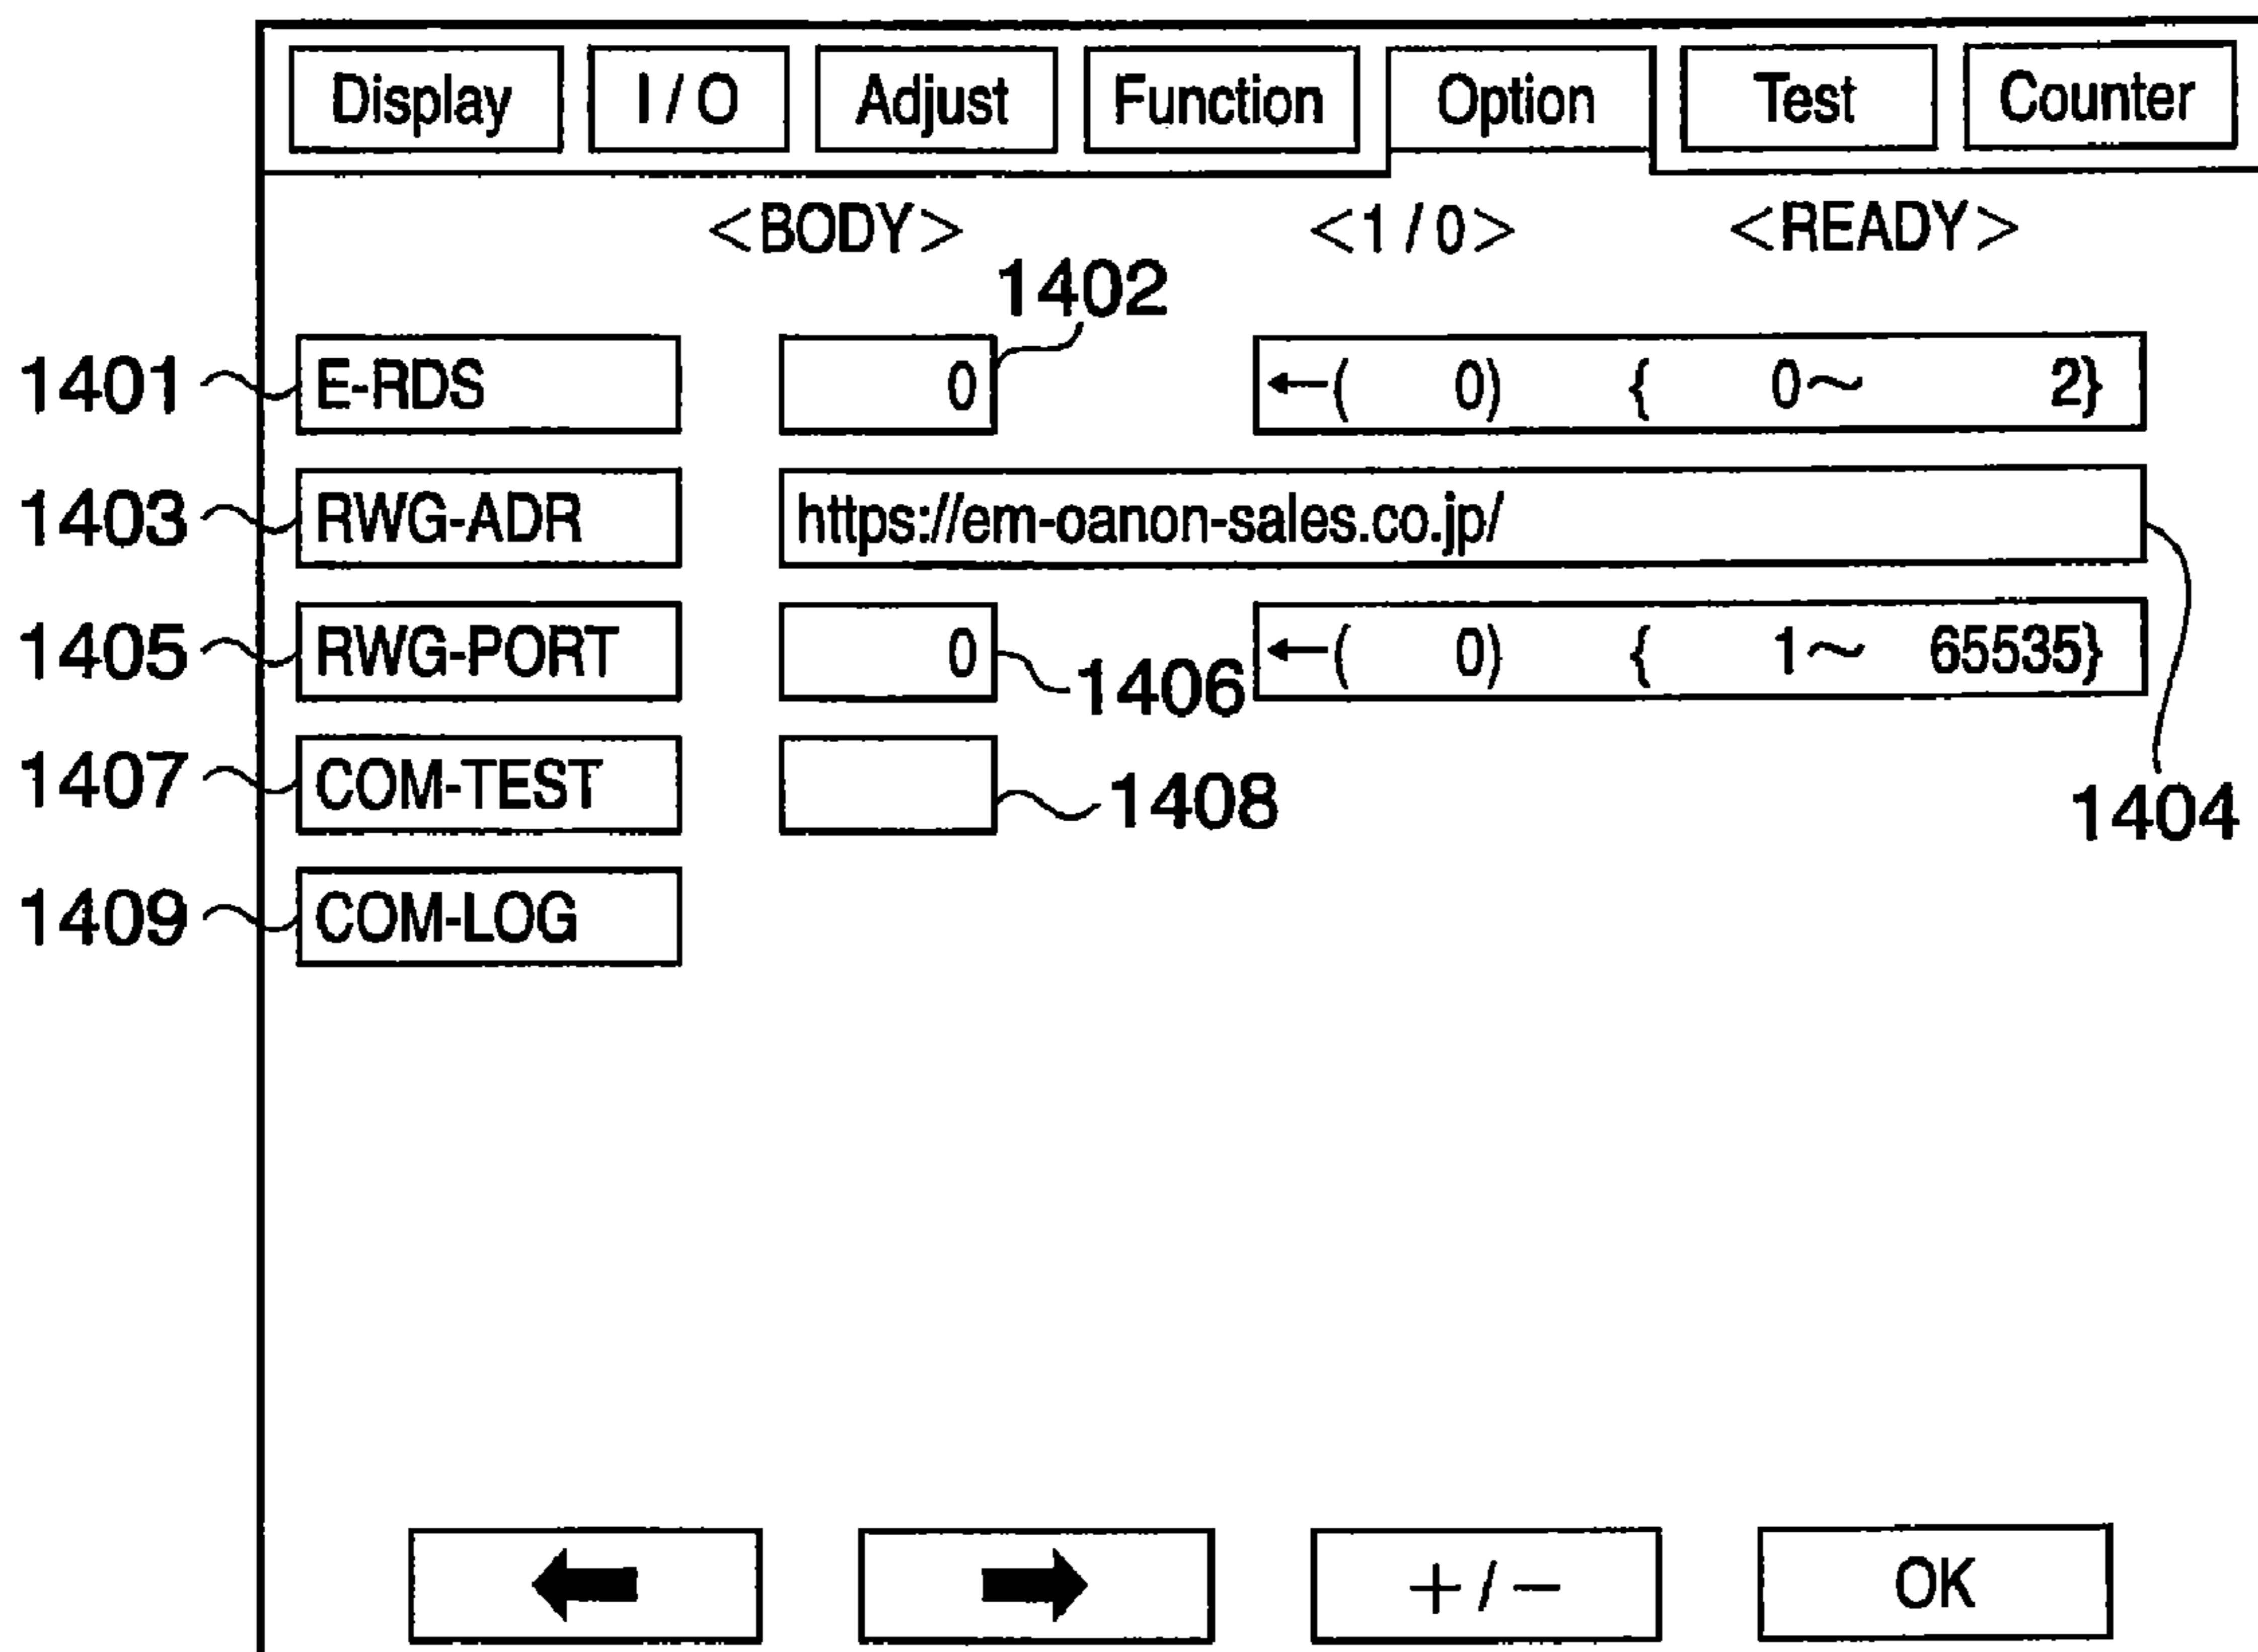 Display I / O Adjust Function Option Test Counter
<BODY> <1 / 0> <READY>
1402
1401 E-RDS 0 ←( 0) { 0～ 2}
1403 RWG-ADR https://em-oanon-sales.co.jp/
1405 RWG-PORT 0 1406 ←( 0) { 1～ 65535}
1407 COM-TEST 1408 1404
1409 COM-LOG
+ / − OK